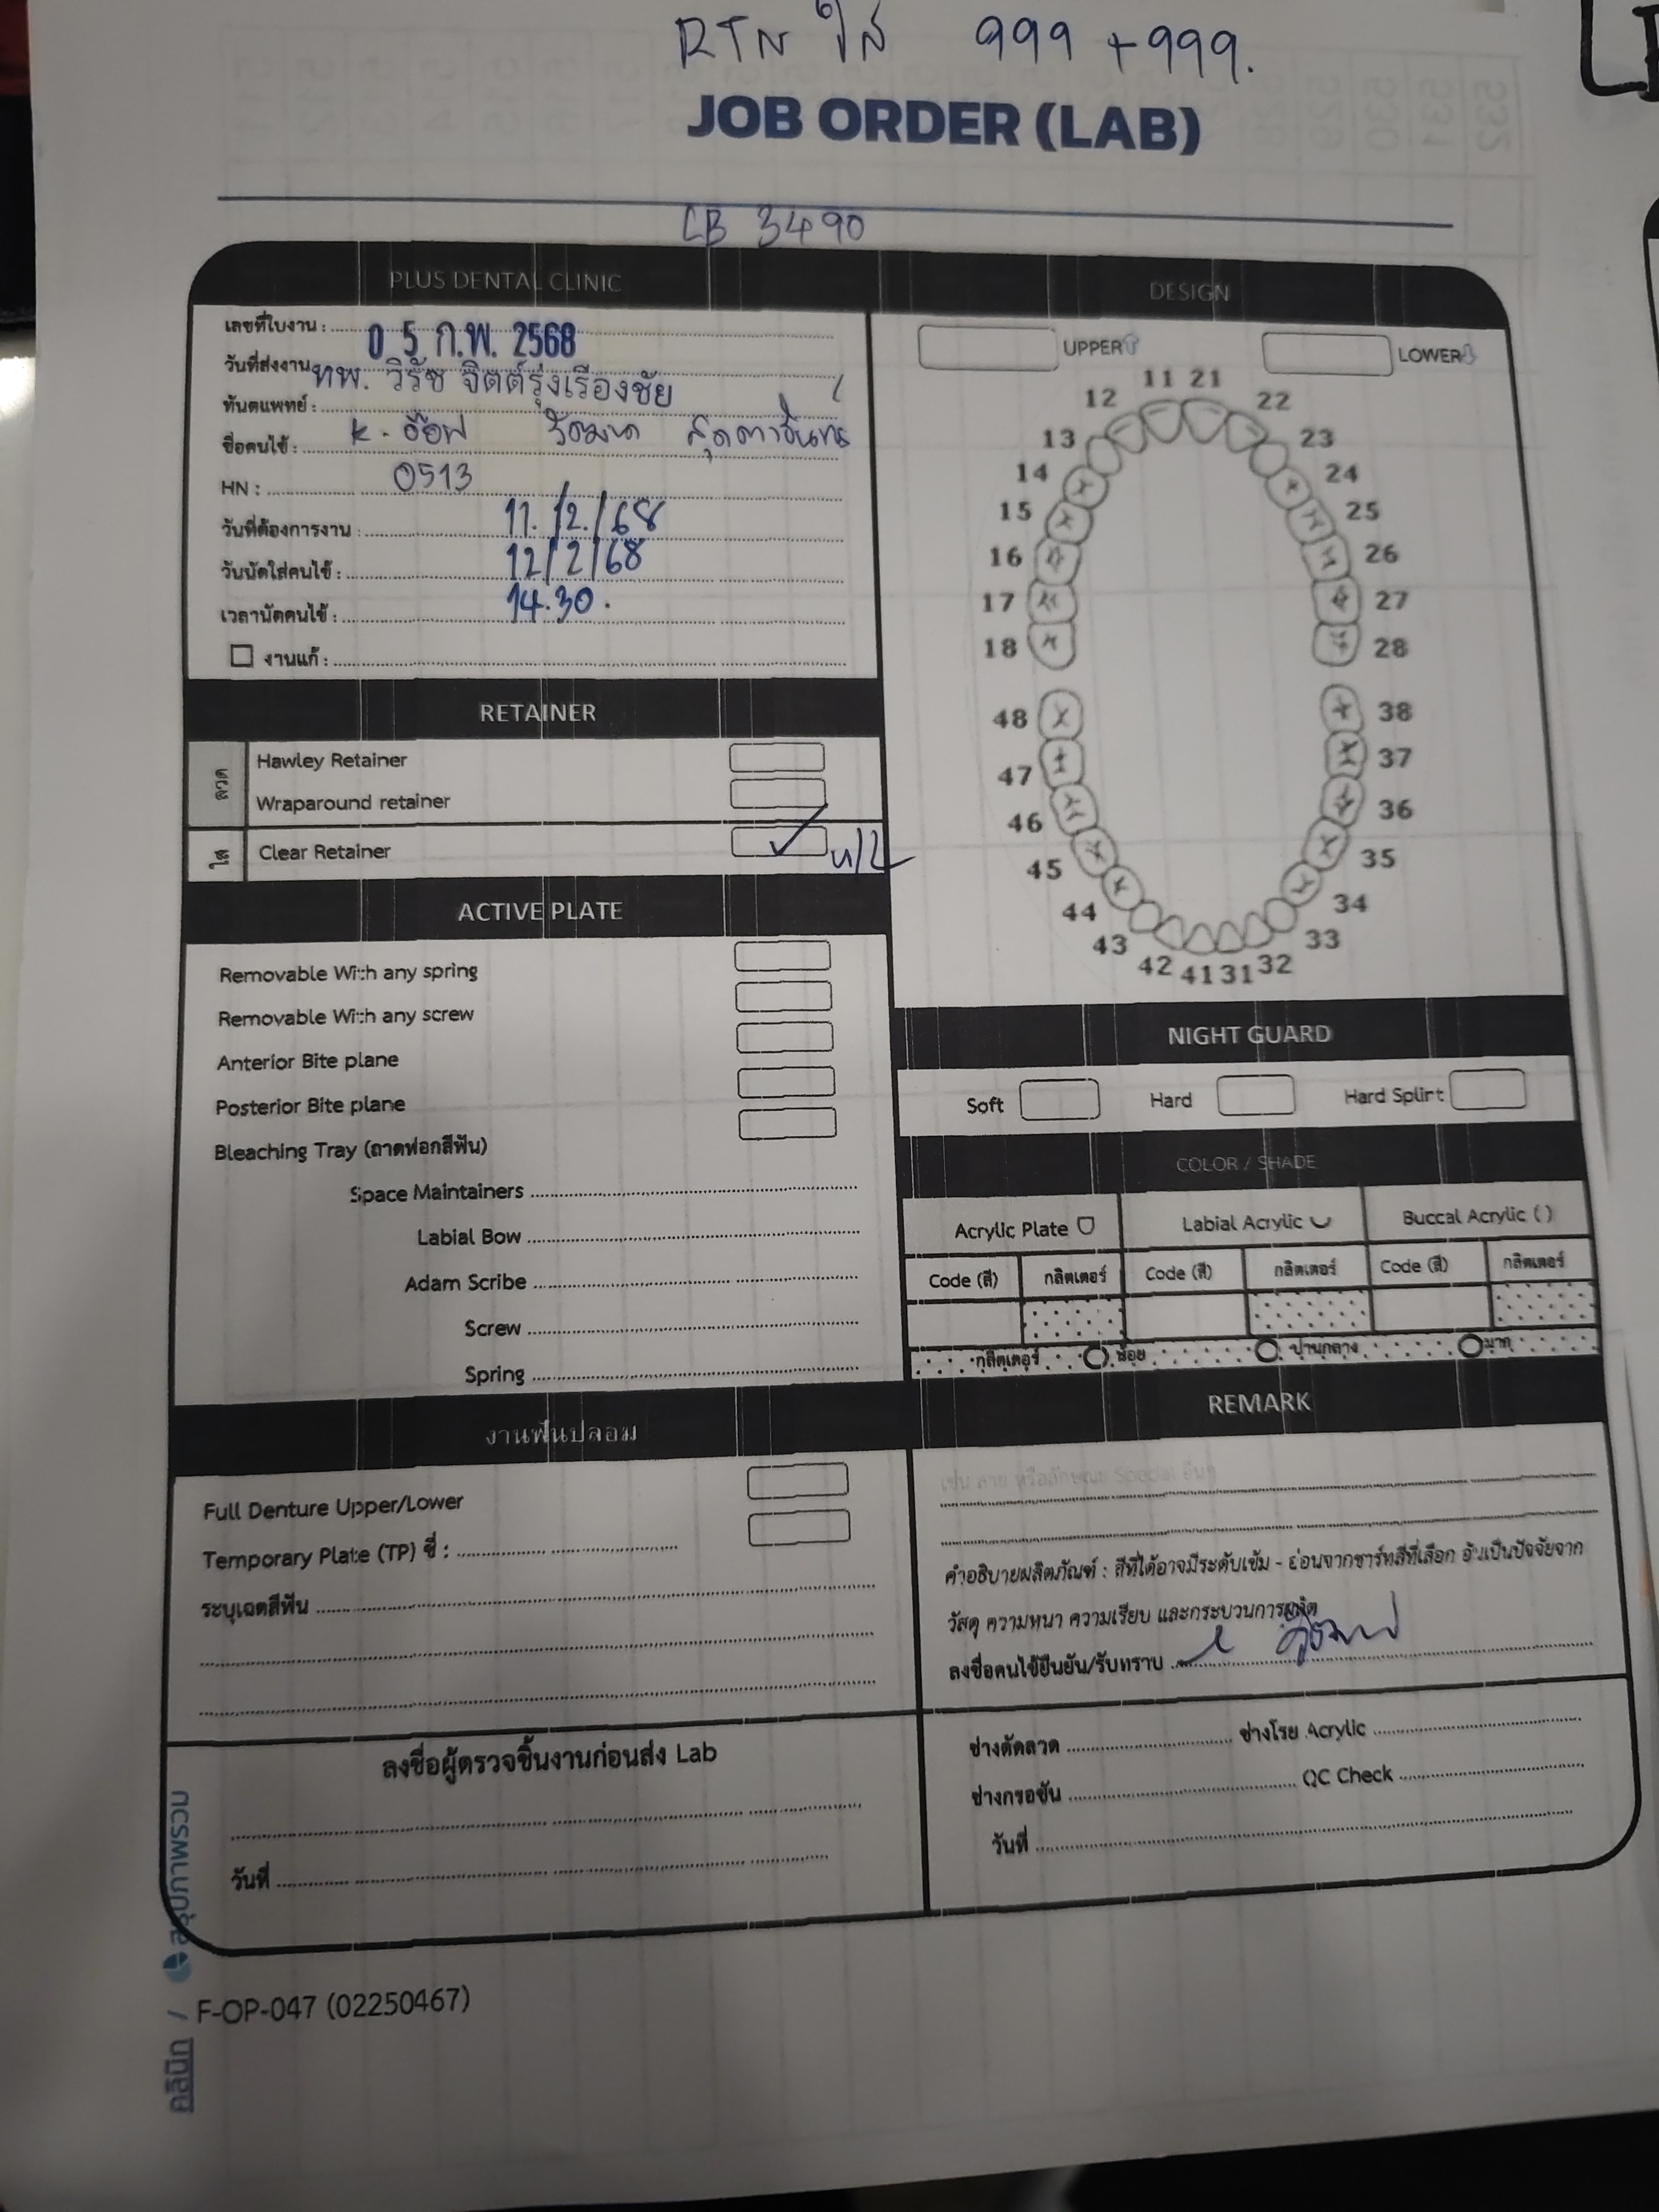 RTN ใส 999 + 999.
JOB ORDER (LAB)
LB 3490
PLUS DENTAL CLINIC
เลขที่ใบงาน :
วันที่ส่งงาน 0 5 ก.พ. 2568
ทันตแพทย์ : ทพ. วิรัช จิตต์รุ่งเรืองชัย
ชื่อคนไข้ : K. อ๊อฟ
HN : 0513
วันที่ต้องการงาน : 11./2./68
วันนัดใส่คนไข้ : 12/2/68
เวลานัดคนไข้ : 14.30.
งานแก้ :
DESIGN
UPPER
LOWER
11 21
12 22
13 23
14 24
15 25
16 26
17 27
18 28
48 38
47 37
46 36
45 35
44 34
43 33
42 41 31 32
RETAINER
ลวด
Hawley Retainer
Wraparound retainer
ใส
Clear Retainer ✓ u/L
ACTIVE PLATE
Removable With any spring
Removable With any screw
Anterior Bite plane
Posterior Bite plane
Bleaching Tray (ถาดฟอกสีฟัน)
Space Maintainers
Labial Bow
Adam Scribe
Screw
Spring
NIGHT GUARD
Soft Hard Hard Splint
COLOR / SHADE
Acrylic Plate Labial Acrylic Buccal Acrylic ( )
Code (สี) กลิตเตอร์ Code (สี) กลิตเตอร์ Code (สี) กลิตเตอร์
กลิตเตอร์ น้อย ปานกลาง มาก
งานฟันปลอม
Full Denture Upper/Lower
Temporary Plate (TP) ซี่ :
ระบุเฉดสีฟัน
REMARK
เช่น ลาย หรือลักษณะ Special อื่นๆ
คำอธิบายผลิตภัณฑ์ : สีที่ได้อาจมีระดับเข้ม - อ่อนจากชาร์ทสีที่เลือก อันเป็นปัจจัยจาก
วัสดุ ความหนา ความเรียบ และกระบวนการผลิต
ลงชื่อคนไข้ยืนยัน/รับทราบ
ลงชื่อผู้ตรวจชิ้นงานก่อนส่ง Lab
วันที่
ช่างดัดลวด ช่างโรย Acrylic
ช่างกรอขัน QC Check
วันที่
/ F-OP-047 (02250467)
คลินิก